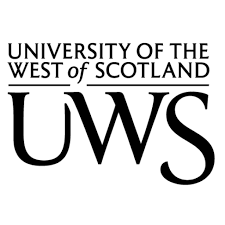 UNIVERSITY OF THE
WEST of SCOTLAND
UWS